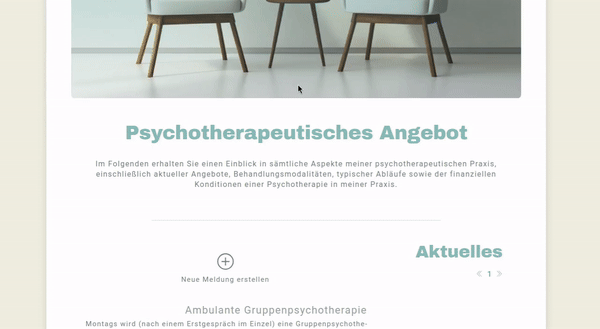 Psychotherapeutisches Angebot
Im Folgenden erhalten Sie einen Einblick in sämtliche Aspekte meiner psychotherapeutischen Praxis,
einschließlich aktueller Angebote, Behandlungsmodalitäten, typischer Abläufe sowie der finanziellen
Konditionen einer Psychotherapie in meiner Praxis.
Aktuelles
« 1 »
Neue Meldung erstellen
Ambulante Gruppenpsychotherapie
Montags wird (nach einem Erstgespräch im Einzel) eine Gruppenpsychothe-